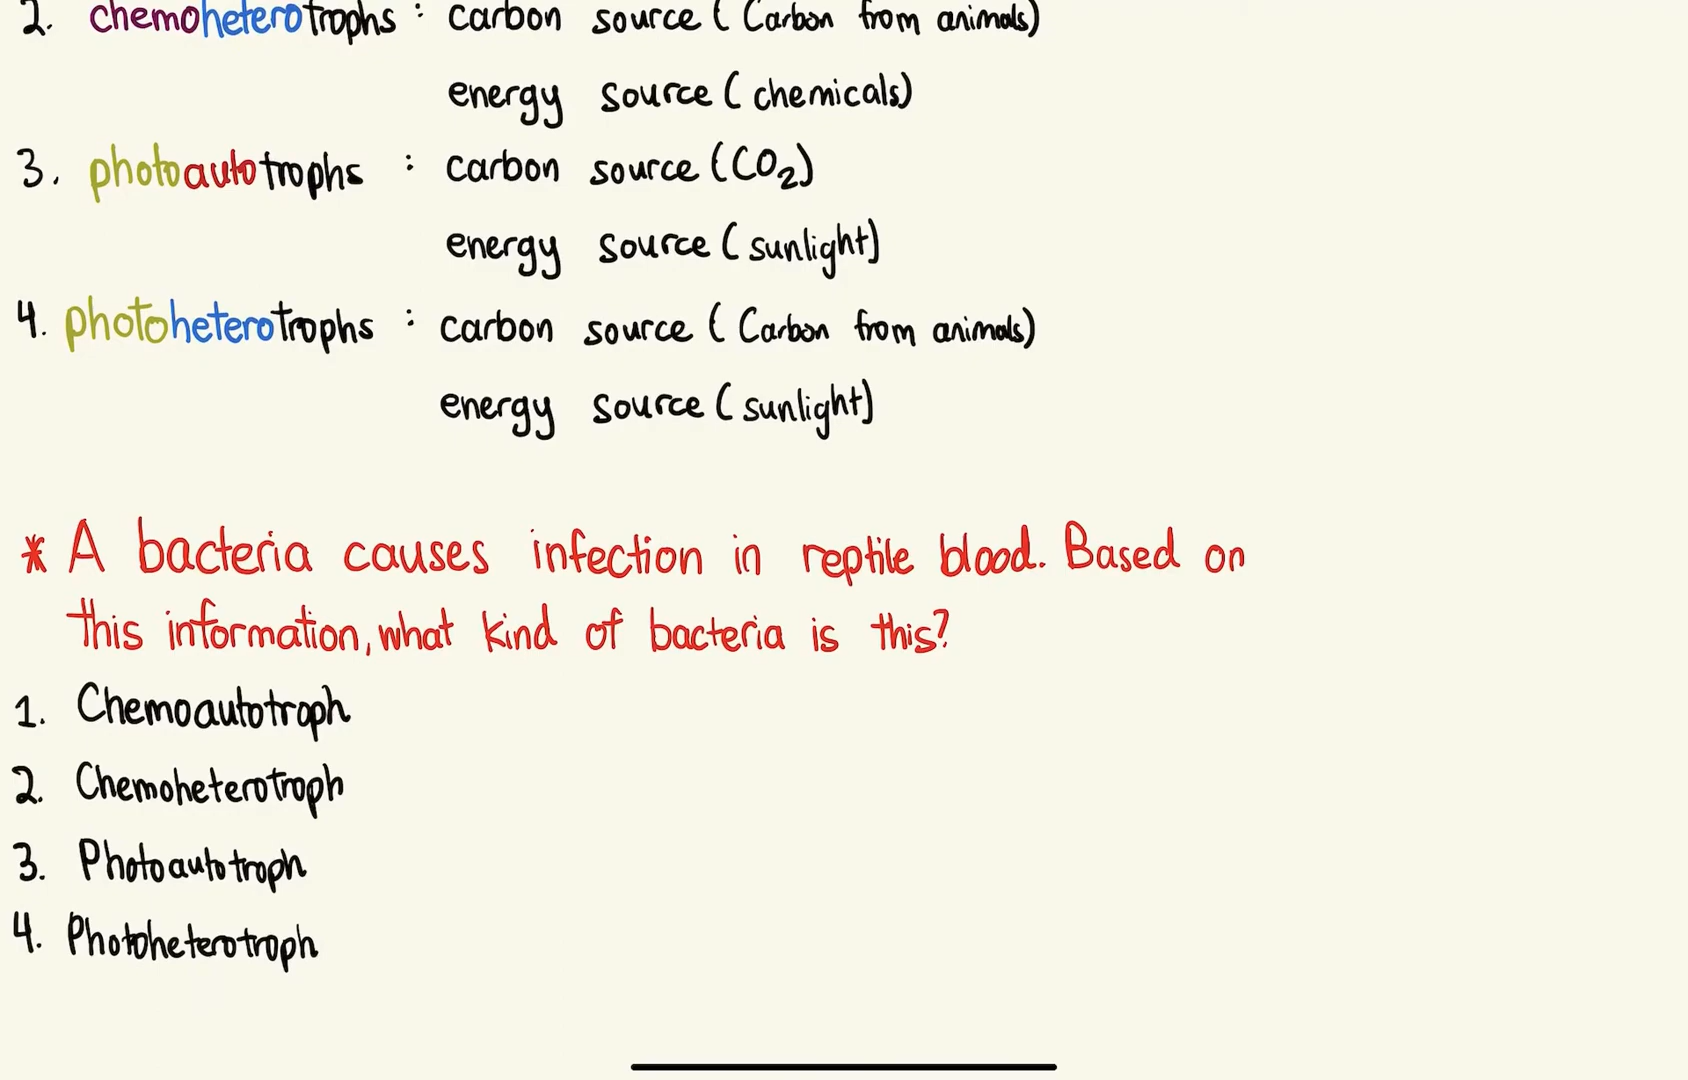 2. chemoheterotrophs : carbon source ( Carbon from animals)
energy source ( chemicals)
3. photoautotrophs : carbon source (CO₂)
energy source ( sunlight)
4. photoheterotrophs : carbon source ( Carbon from animals)
energy source ( sunlight)
* A bacteria causes infection in reptile blood. Based on
this information, what kind of bacteria is this?
1. Chemoautotroph
2. Chemoheterotroph
3. Photoautotroph
4. Photoheterotroph